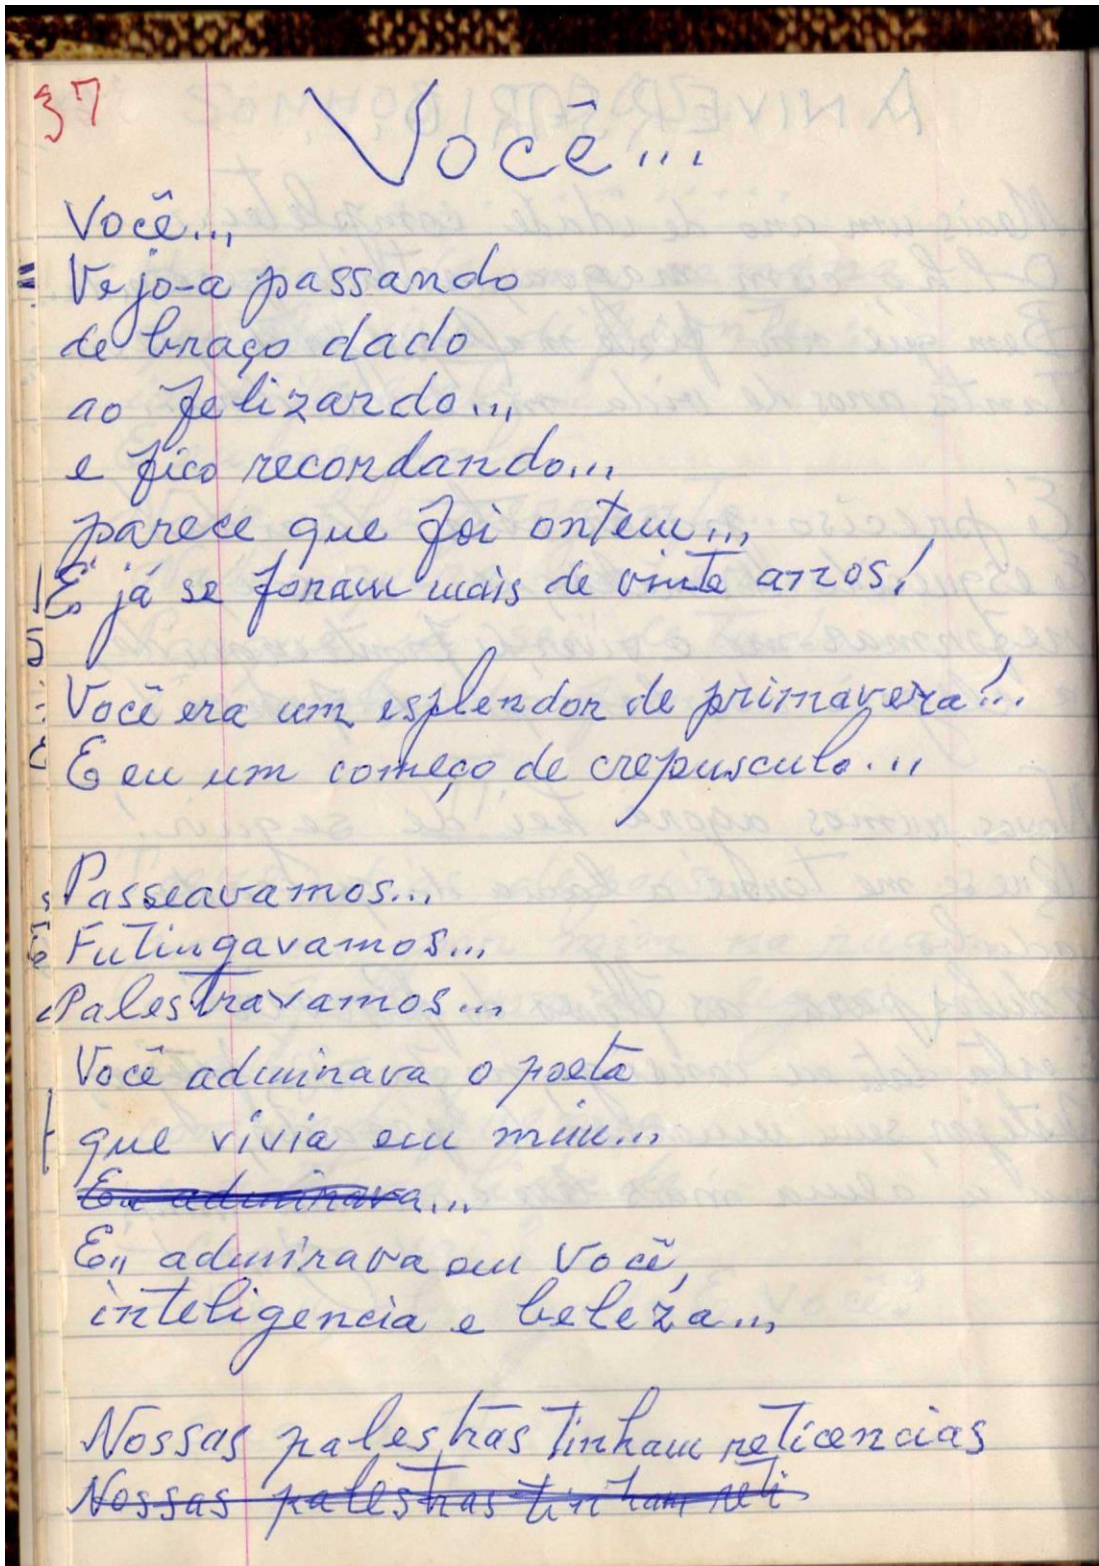 37
Você...
Você...
Vejo-a passando
de braço dado
ao felizardo...
e fico recordando...
parece que foi ontem...
E já se foram mais de vinte anos!
Você era um esplendor de primavera!...
E eu um começo de crepusculo...
Passeavamos...
Futingavamos...
Palestravamos...
Você admirava o poeta
que vivia em mim...
Eu admirava...
Eu admirava em Você,
inteligencia e beleza...
Nossas palestras tinham reticencias
Nossas palestras tinham reti